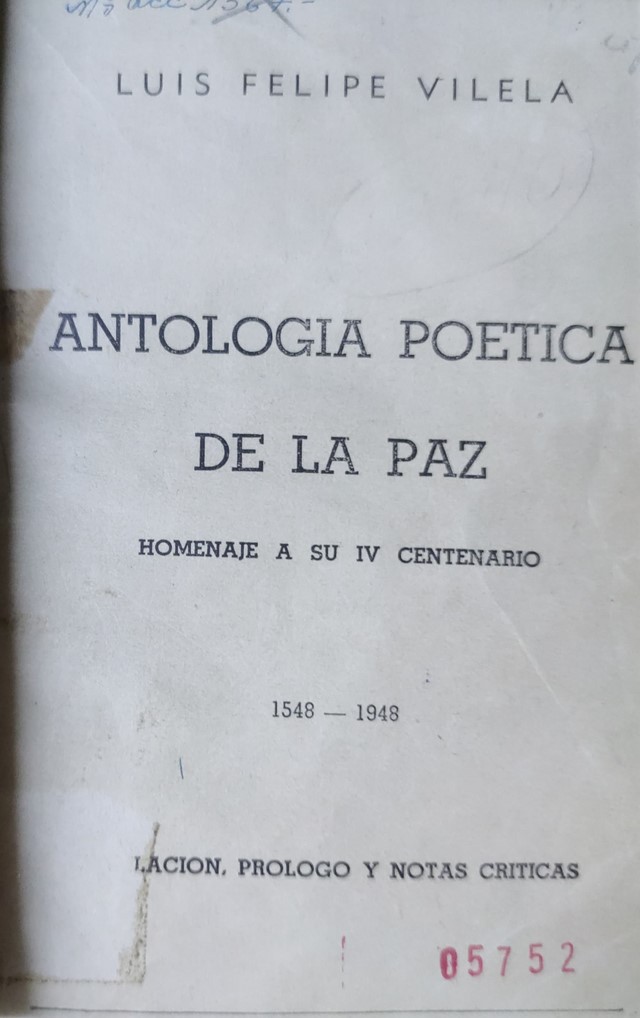 LUIS FELIPE VILELA
ANTOLOGIA POETICA
DE LA PAZ
HOMENAJE A SU IV CENTENARIO
1548 — 1948
LACION, PROLOGO Y NOTAS CRITICAS
05752